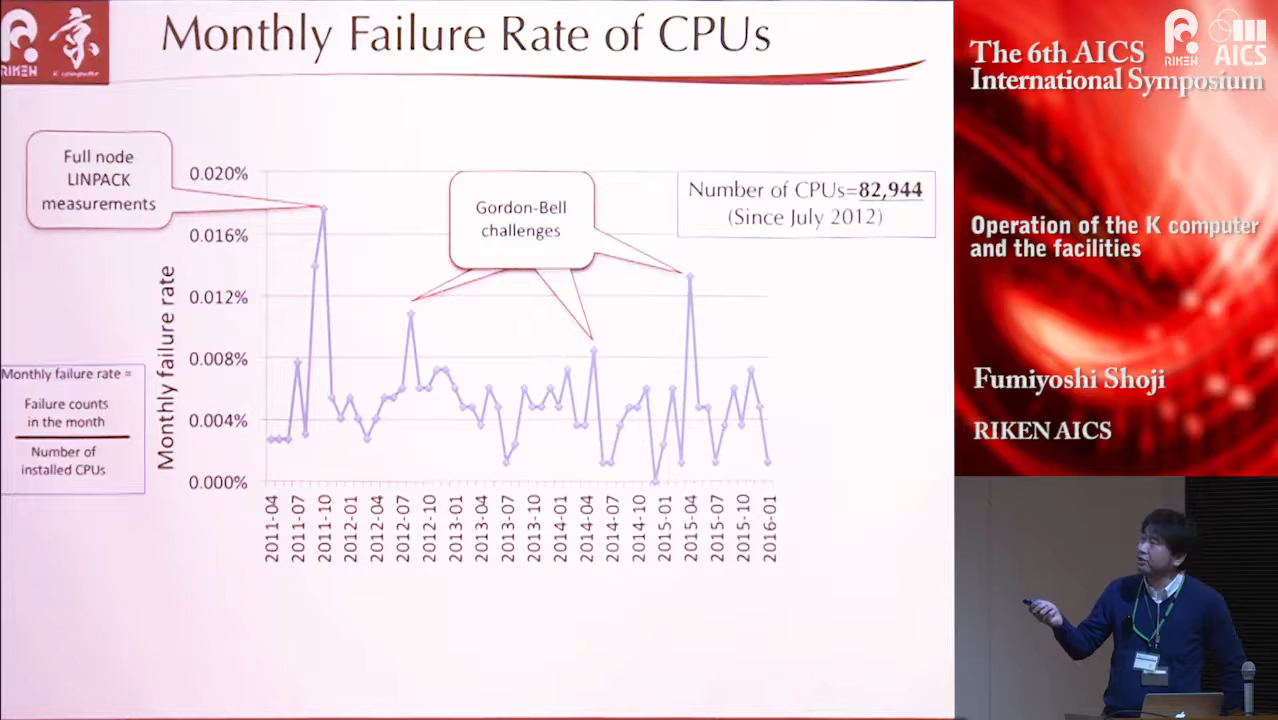 Monthly Failure Rate of CPUs
RIKEN
京
K computer
Full node
LINPACK
measurements
Gordon-Bell
challenges
Number of CPUs=82,944
(Since July 2012)
Monthly failure rate
0.020%
0.016%
0.012%
0.008%
0.004%
0.000%
Monthly failure rate =
Failure counts
in the month
Number of
installed CPUs
2011-04
2011-07
2011-10
2012-01
2012-04
2012-07
2012-10
2013-01
2013-04
2013-07
2013-10
2014-01
2014-04
2014-07
2014-10
2015-01
2015-04
2015-07
2015-10
2016-01
The 6th AICS
International Symposium
RIKEN
AICS
Operation of the K computer
and the facilities
Fumiyoshi Shoji
RIKEN AICS